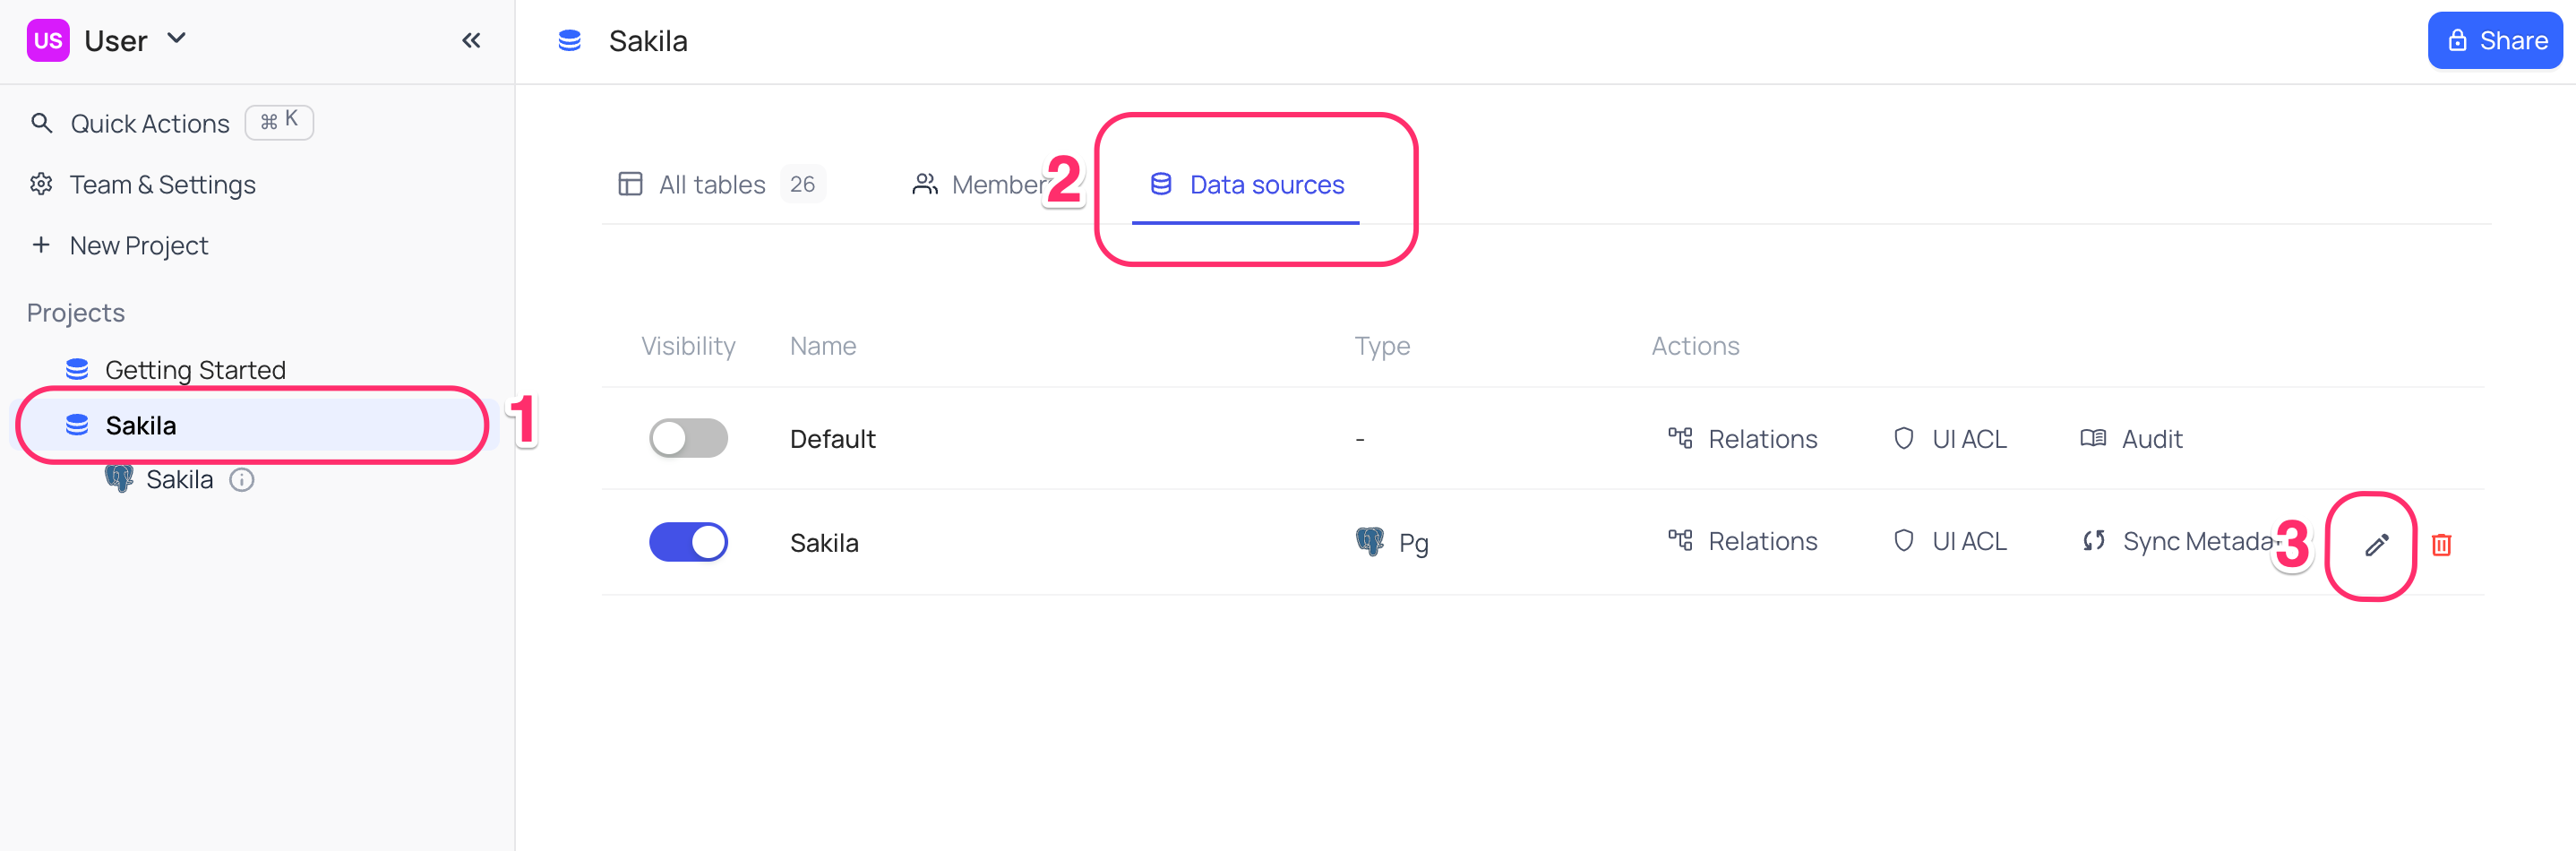 US User
Quick Actions ⌘ K
Team & Settings
+ New Project
Projects
Getting Started
Sakila
1
Sakila
Sakila
Share
All tables 26
Member
2
Data sources
Visibility Name Type Actions
Default - Relations UI ACL Audit
Sakila Pg Relations UI ACL Sync Metada
3